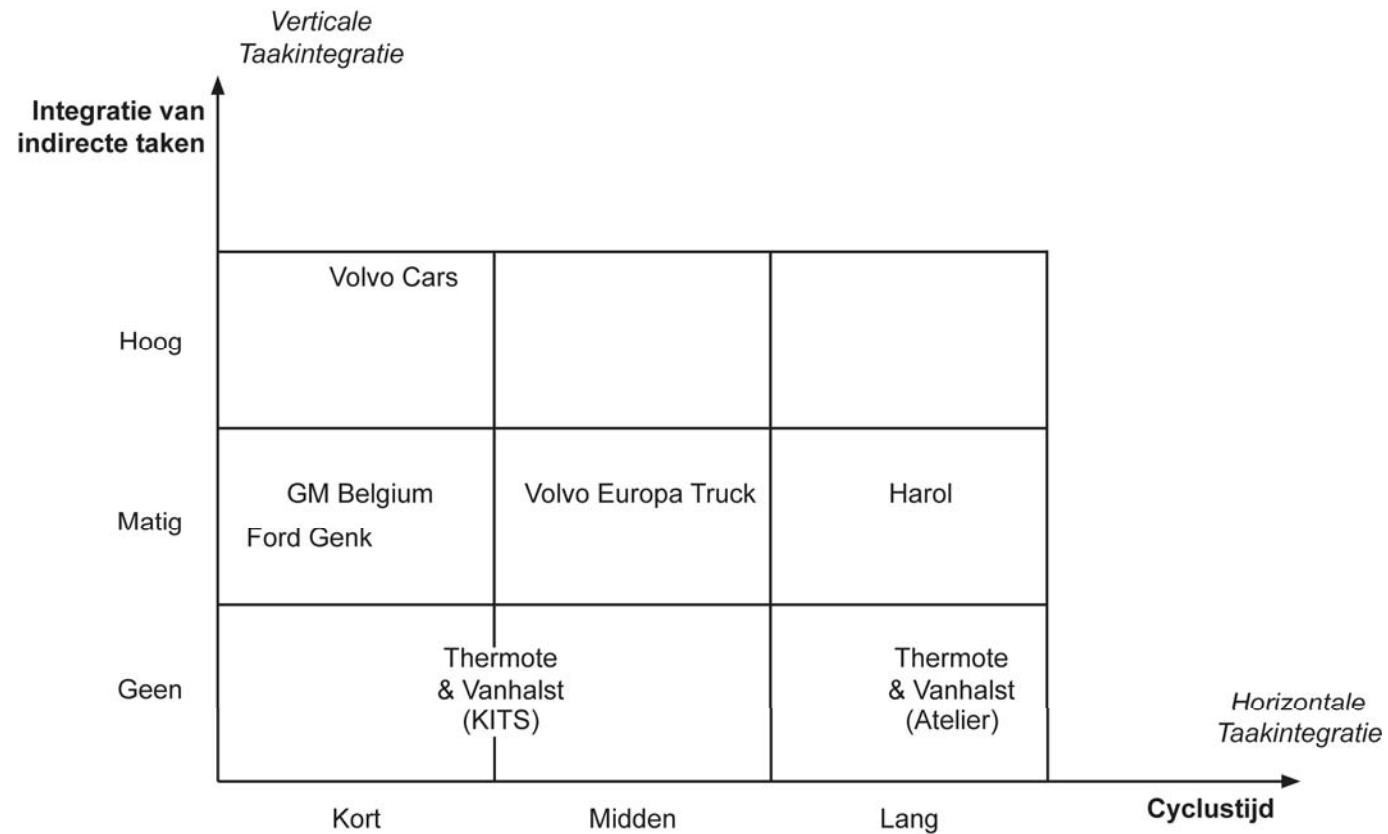 Verticale
Taakintegratie
Integratie van
indirecte taken
Volvo Cars
Hoog
GM Belgium
Volvo Europa Truck
Harol
Matig
Ford Genk
Thermote
& Vanhalst
(KITS)
Thermote
& Vanhalst
(Atelier)
Geen
Horizontale
Taakintegratie
Kort
Midden
Lang
Cyclustijd